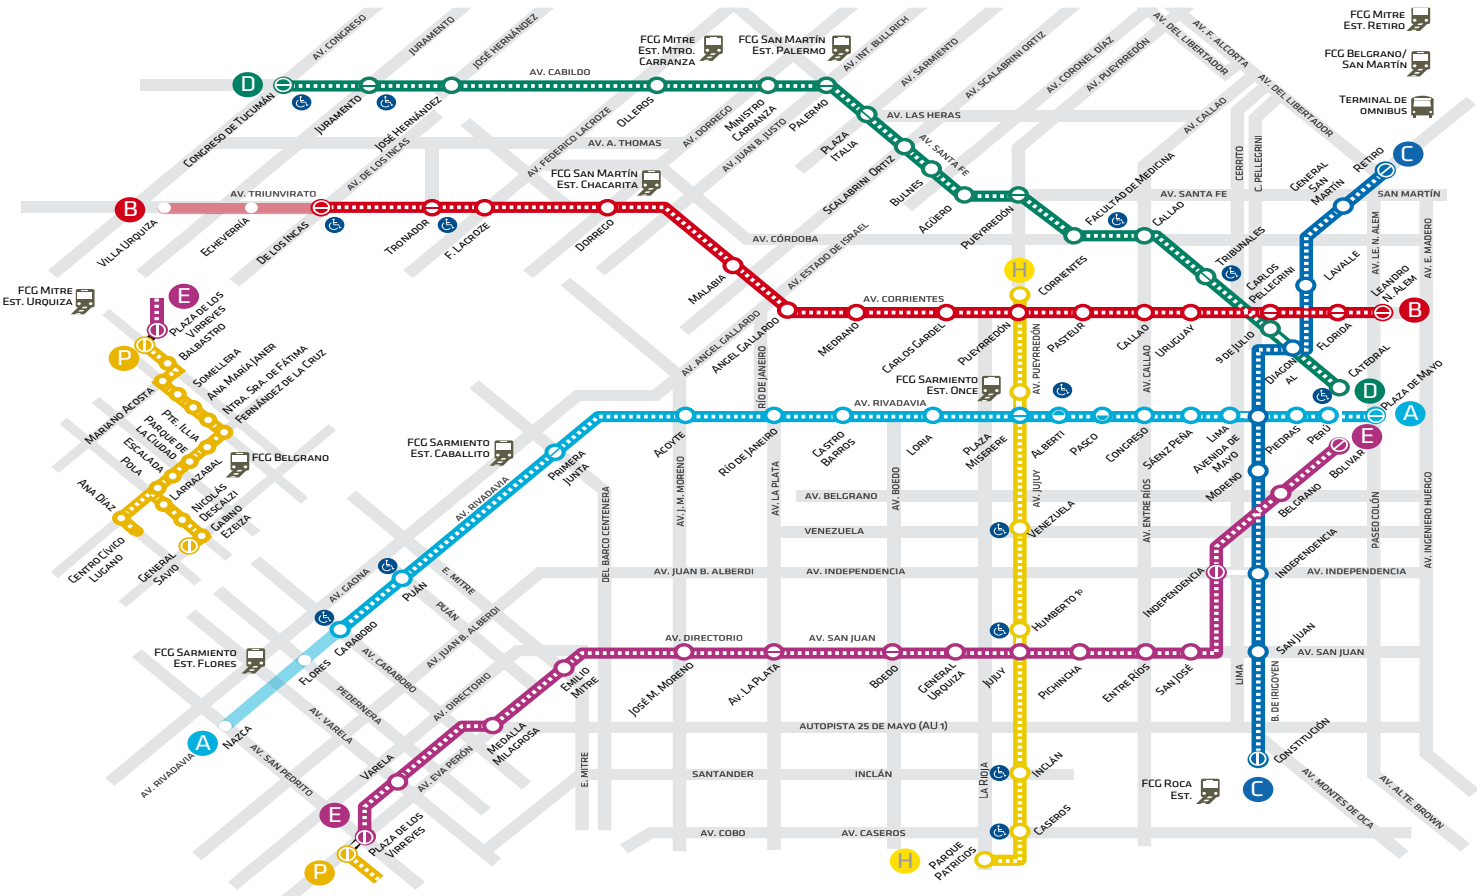 AV. CONGRESO
JURAMENTO
JOSÉ HERNÁNDEZ
FCG MITRE
EST. MTRO.
CARRANZA
FCG SAN MARTÍN
EST. PALERMO
AV. INT. BULLRICH
AV. SARMIENTO
AV. SCALABRINI ORTIZ
AV. CORONEL DÍAZ
AV. PUEYRREDÓN
AV. DEL LIBERTADOR
AV. F. ALCORTA
AV. DEL LIBERTADOR
FCG MITRE
EST. RETIRO
FCG BELGRANO/
SAN MARTÍN
TERMINAL DE
OMNIBUS
D
AV. CABILDO
CONGRESO DE TUCUMÁN
JURAMENTO
JOSÉ HERNÁNDEZ
OLLEROS
MINISTRO
CARRANZA
PALERMO
PLAZA
ITALIA
SCALABRINI ORTIZ
BULNES
AGÜERO
PUEYRREDÓN
FACULTAD DE MEDICINA
CALLAO
TRIBUNALES
CATEDRAL
D
AV. LAS HERAS
AV. SANTA FE
AV. CALLAO
CERRITO
C. PELLEGRINI
AV. SANTA FE
SAN MARTÍN
AV. A. THOMAS
AV. DE LOS INCAS
AV. FEDERICO LACROZE
AV. DORREGO
AV. JUAN B. JUSTO
FCG SAN MARTÍN
EST. CHACARITA
AV. CÓRDOBA
AV. ESTADO DE ISRAEL
AV. LE. N. ALEM
AV. E. MADERO
C
RETIRO
GENERAL
SAN
MARTÍN
LAVALLE
DIAGON
AL
AVENIDA DE
MAYO
MORENO
INDEPENDENCIA
SAN JUAN
CONSTITUCIÓN
C
B
AV. TRIUNVIRATO
VILLA URQUIZA
ECHEVERRÍA
DE LOS INCAS
TRONADOR
F. LACROZE
DORREGO
MALABIA
ANGEL GALLARDO
AV. CORRIENTES
MEDRANO
CARLOS GARDEL
PUEYRREDÓN
PASTEUR
CALLAO
URUGUAY
CARLOS
PELLEGRINI
9 DE JULIO
FLORIDA
LEANDRO
N. ALEM
B
AV. ANGEL GALLARDO
RÍO DE JANEIRO
AV. PUEYRREDÓN
AV. CALLAO
H
CORRIENTES
FCG SARMIENTO
EST. ONCE
VENEZUELA
HUMBERTO 1º
INCLÁN
CASEROS
PARQUE
PATRICIOS
H
FCG MITRE
EST. URQUIZA
E
PLAZA DE LOS
VIRREYES
P
BALBASTRO
SOMELLERA
ANA MARÍA JANER
NTRA. SRA. DE FÁTIMA
FERNÁNDEZ DE LA CRUZ
MARIANO ACOSTA
PTE. ILLIA
PARQUE DE
LA CIUDAD
ESCALADA
POLA
ANA DÍAZ
LARRAZABAL
NICOLÁS
DESCALZI
GABINO
EZEIZA
CENTRO CÍVICO
LUGANO
GENERAL
SAVIO
FCG BELGRANO
FCG SARMIENTO
EST. CABALLITO
AV. RIVADAVIA
PRIMERA
JUNTA
ACOYTE
RÍO DE JANEIRO
CASTRO
BARROS
LORIA
PLAZA
MISERERE
ALBERTI
PASCO
CONGRESO
SÁENZ PEÑA
LIMA
PIEDRAS
PERÚ
PLAZA DE MAYO
A
AV. RIVADAVIA
PUÁN
CARABOBO
FLORES
NAZCA
A
AV. RIVADAVIA
FCG SARMIENTO
EST. FLORES
AV. GAONA
E. MITRE
PUÁN
AV. JUAN B. ALBERDI
AV. CARABOBO
PEDERNERA
AV. VARELA
AV. DIRECTORIO
AV. SAN PEDRITO
AV. EVA PERÓN
AV. J. M. MORENO
AV. LA PLATA
AV. BOEDO
AV. JUJUY
AV. ENTRE RÍOS
DEL BARCO CENTENERA
AV. BELGRANO
VENEZUELA
AV. JUAN B. ALBERDI
AV. INDEPENDENCIA
AV. INDEPENDENCIA
PASEO COLÓN
AV. INGENIERO HUERGO
E
BOLIVAR
BELGRANO
INDEPENDENCIA
SAN JOSÉ
ENTRE RÍOS
PICHINCHA
JUJUY
GENERAL
URQUIZA
BOEDO
AV. LA PLATA
JOSÉ M. MORENO
EMILIO
MITRE
MEDALLA
MILAGROSA
VARELA
PLAZA DE LOS
VIRREYES
E
P
AV. DIRECTORIO
AV. SAN JUAN
AV. SAN JUAN
LIMA
B. DE IRIGOYEN
AUTOPISTA 25 DE MAYO (AU 1)
E. MITRE
SANTANDER
INCLÁN
LA RIOJA
AV. COBO
AV. CASEROS
FCG ROCA
EST.
AV. MONTES DE OCA
AV. ALTE. BROWN